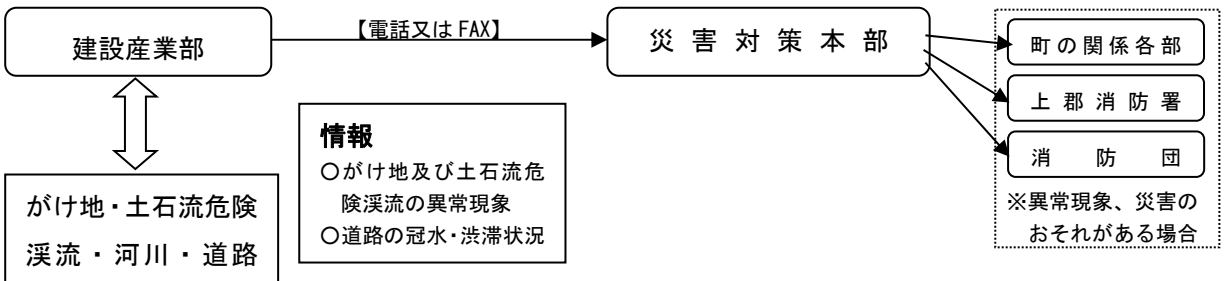 建設産業部
【電話又は FAX】
災害対策本部
町の関係各部
上郡消防署
消防団
※異常現象、災害の
おそれがある場合
情報
○がけ地及び土石流危
険渓流の異常現象
○道路の冠水・渋滞状況
がけ地・土石流危険
渓流・河川・道路